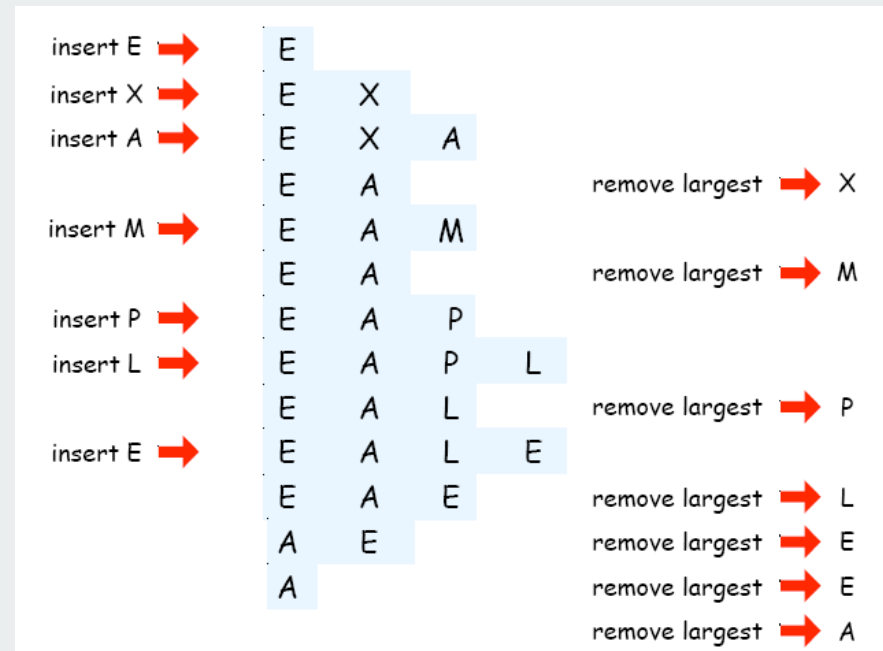 insert E E
insert X E X
insert A E X A
E A remove largest X
insert M E A M
E A remove largest M
insert P E A P
insert L E A P L
E A L remove largest P
insert E E A L E
E A E remove largest L
A E remove largest E
A remove largest E
remove largest A